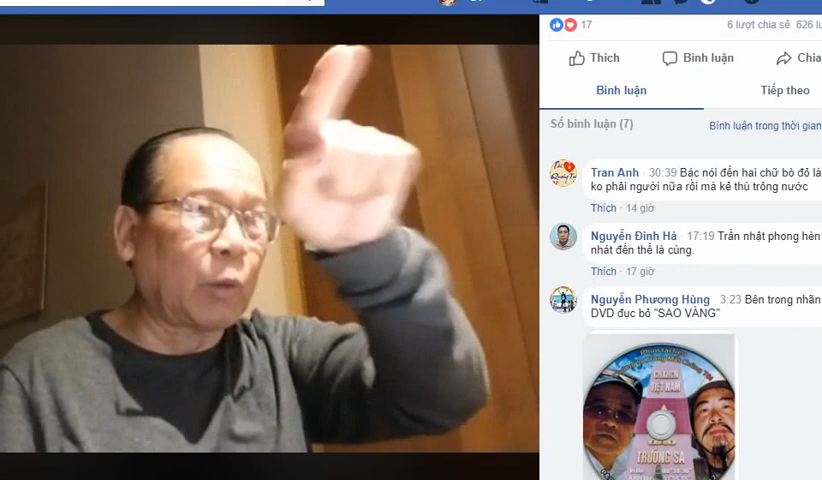 17
6 lượt chia sẻ 626 lu
Thích
Bình luận
Chia
Bình luận
Tiếp theo
Số bình luận (7)
Bình luận trong thời gian
Tran Anh · 30:39 Bác nói đến hai chữ bò đỏ là
ko phải người nữa rồi mà kẻ thù trông nước
Thích · 14 giờ
Nguyễn Đình Hà · 17:19 Trần nhật phong hèn
nhát đến thế là cùng.
Thích · 17 giờ
Nguyễn Phương Hùng · 3:23 Bên trong nhãn
DVD đục bỏ "SAO VÀNG"
CHXHCN
VIỆT NAM
TRƯỜNG SA